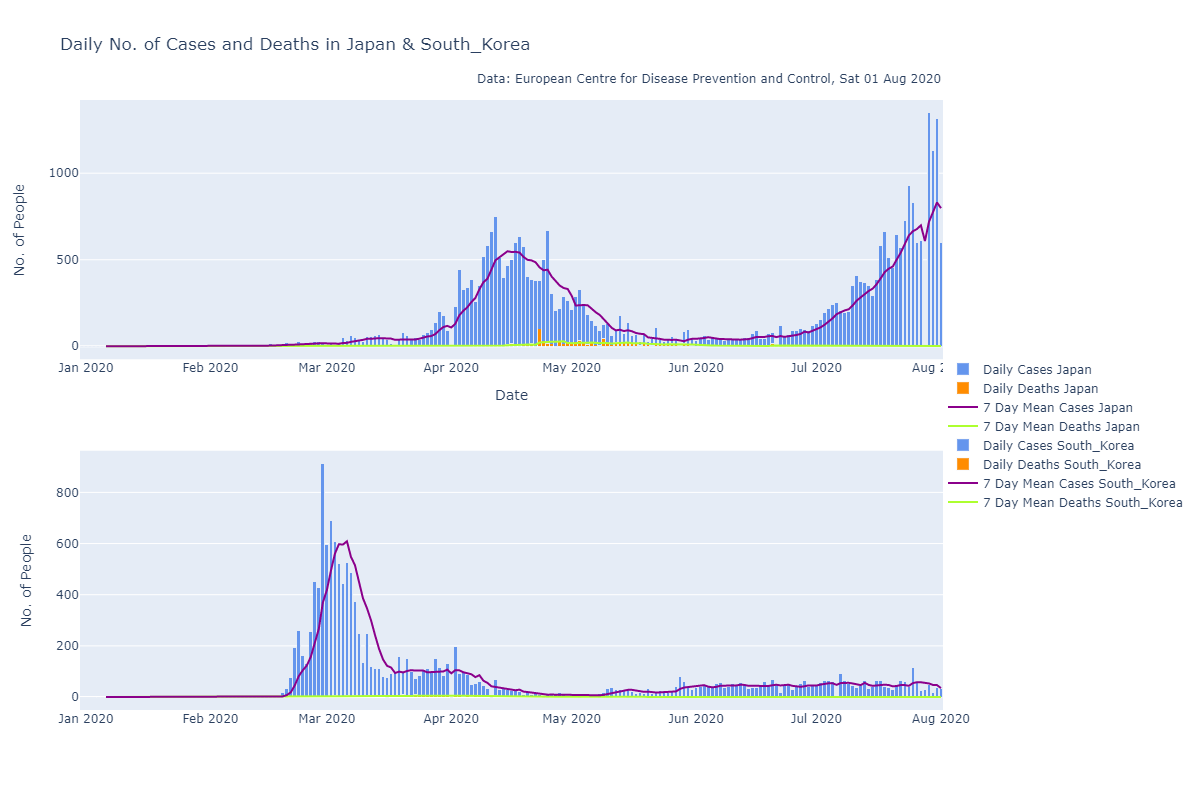 Daily No. of Cases and Deaths in Japan & South_Korea
Data: European Centre for Disease Prevention and Control, Sat 01 Aug 2020
No. of People
1000
500
0
Jan 2020 Feb 2020 Mar 2020 Apr 2020 May 2020 Jun 2020 Jul 2020 Aug 2
Date
Daily Cases Japan
Daily Deaths Japan
7 Day Mean Cases Japan
7 Day Mean Deaths Japan
Daily Cases South_Korea
Daily Deaths South_Korea
7 Day Mean Cases South_Korea
7 Day Mean Deaths South_Korea
No. of People
800
600
400
200
0
Jan 2020 Feb 2020 Mar 2020 Apr 2020 May 2020 Jun 2020 Jul 2020 Aug 2020